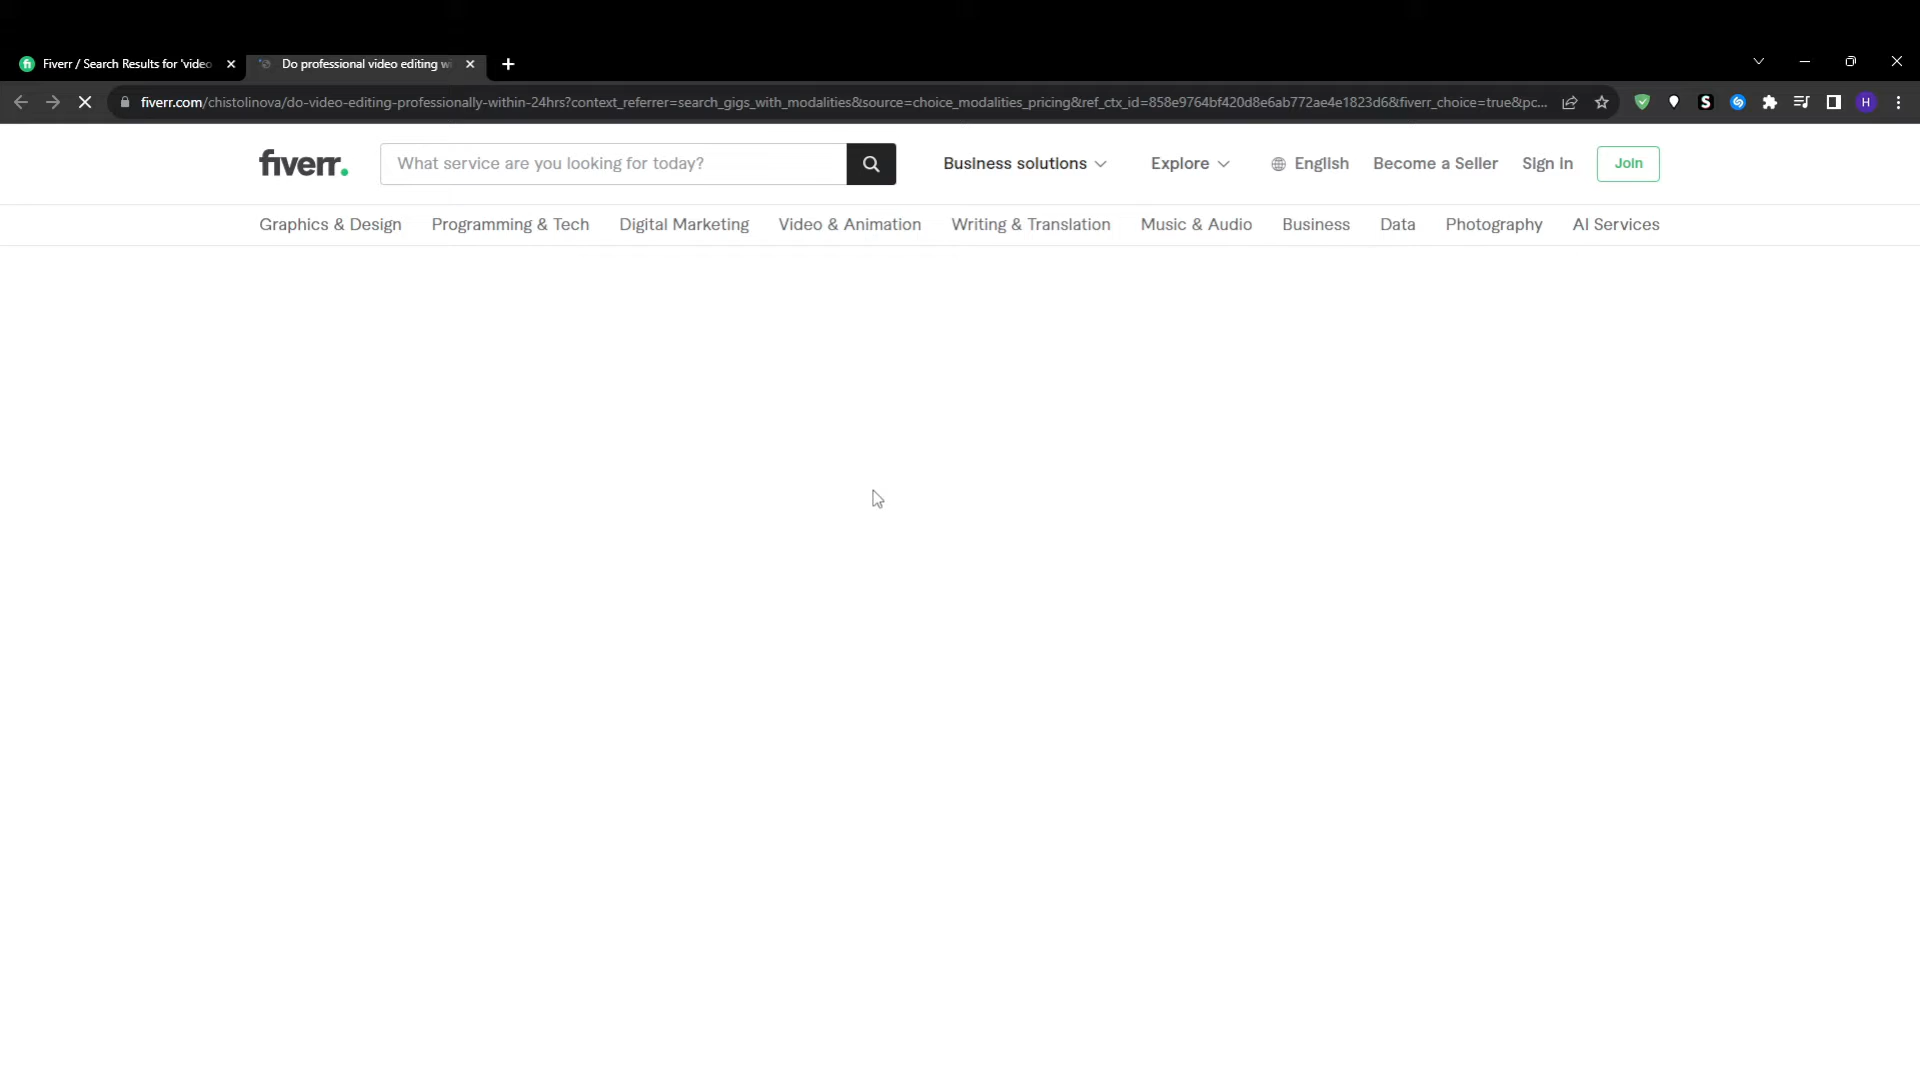 Fiverr / Search Results for 'video
Do professional video editing wi
fiverr.com/chistolinova/do-video-editing-professionally-within-24hrs?context_referrer=search_gigs_with_modalities&source=choice_modalities_pricing&ref_ctx_id=858e9764bf420d8e6ab772ae4e1823d6&fiverr_choice=true&pc...
S
H
fiverr.
What service are you looking for today?
Business solutions
Explore
English
Become a Seller
Sign In
Join
Graphics & Design
Programming & Tech
Digital Marketing
Video & Animation
Writing & Translation
Music & Audio
Business
Data
Photography
AI Services